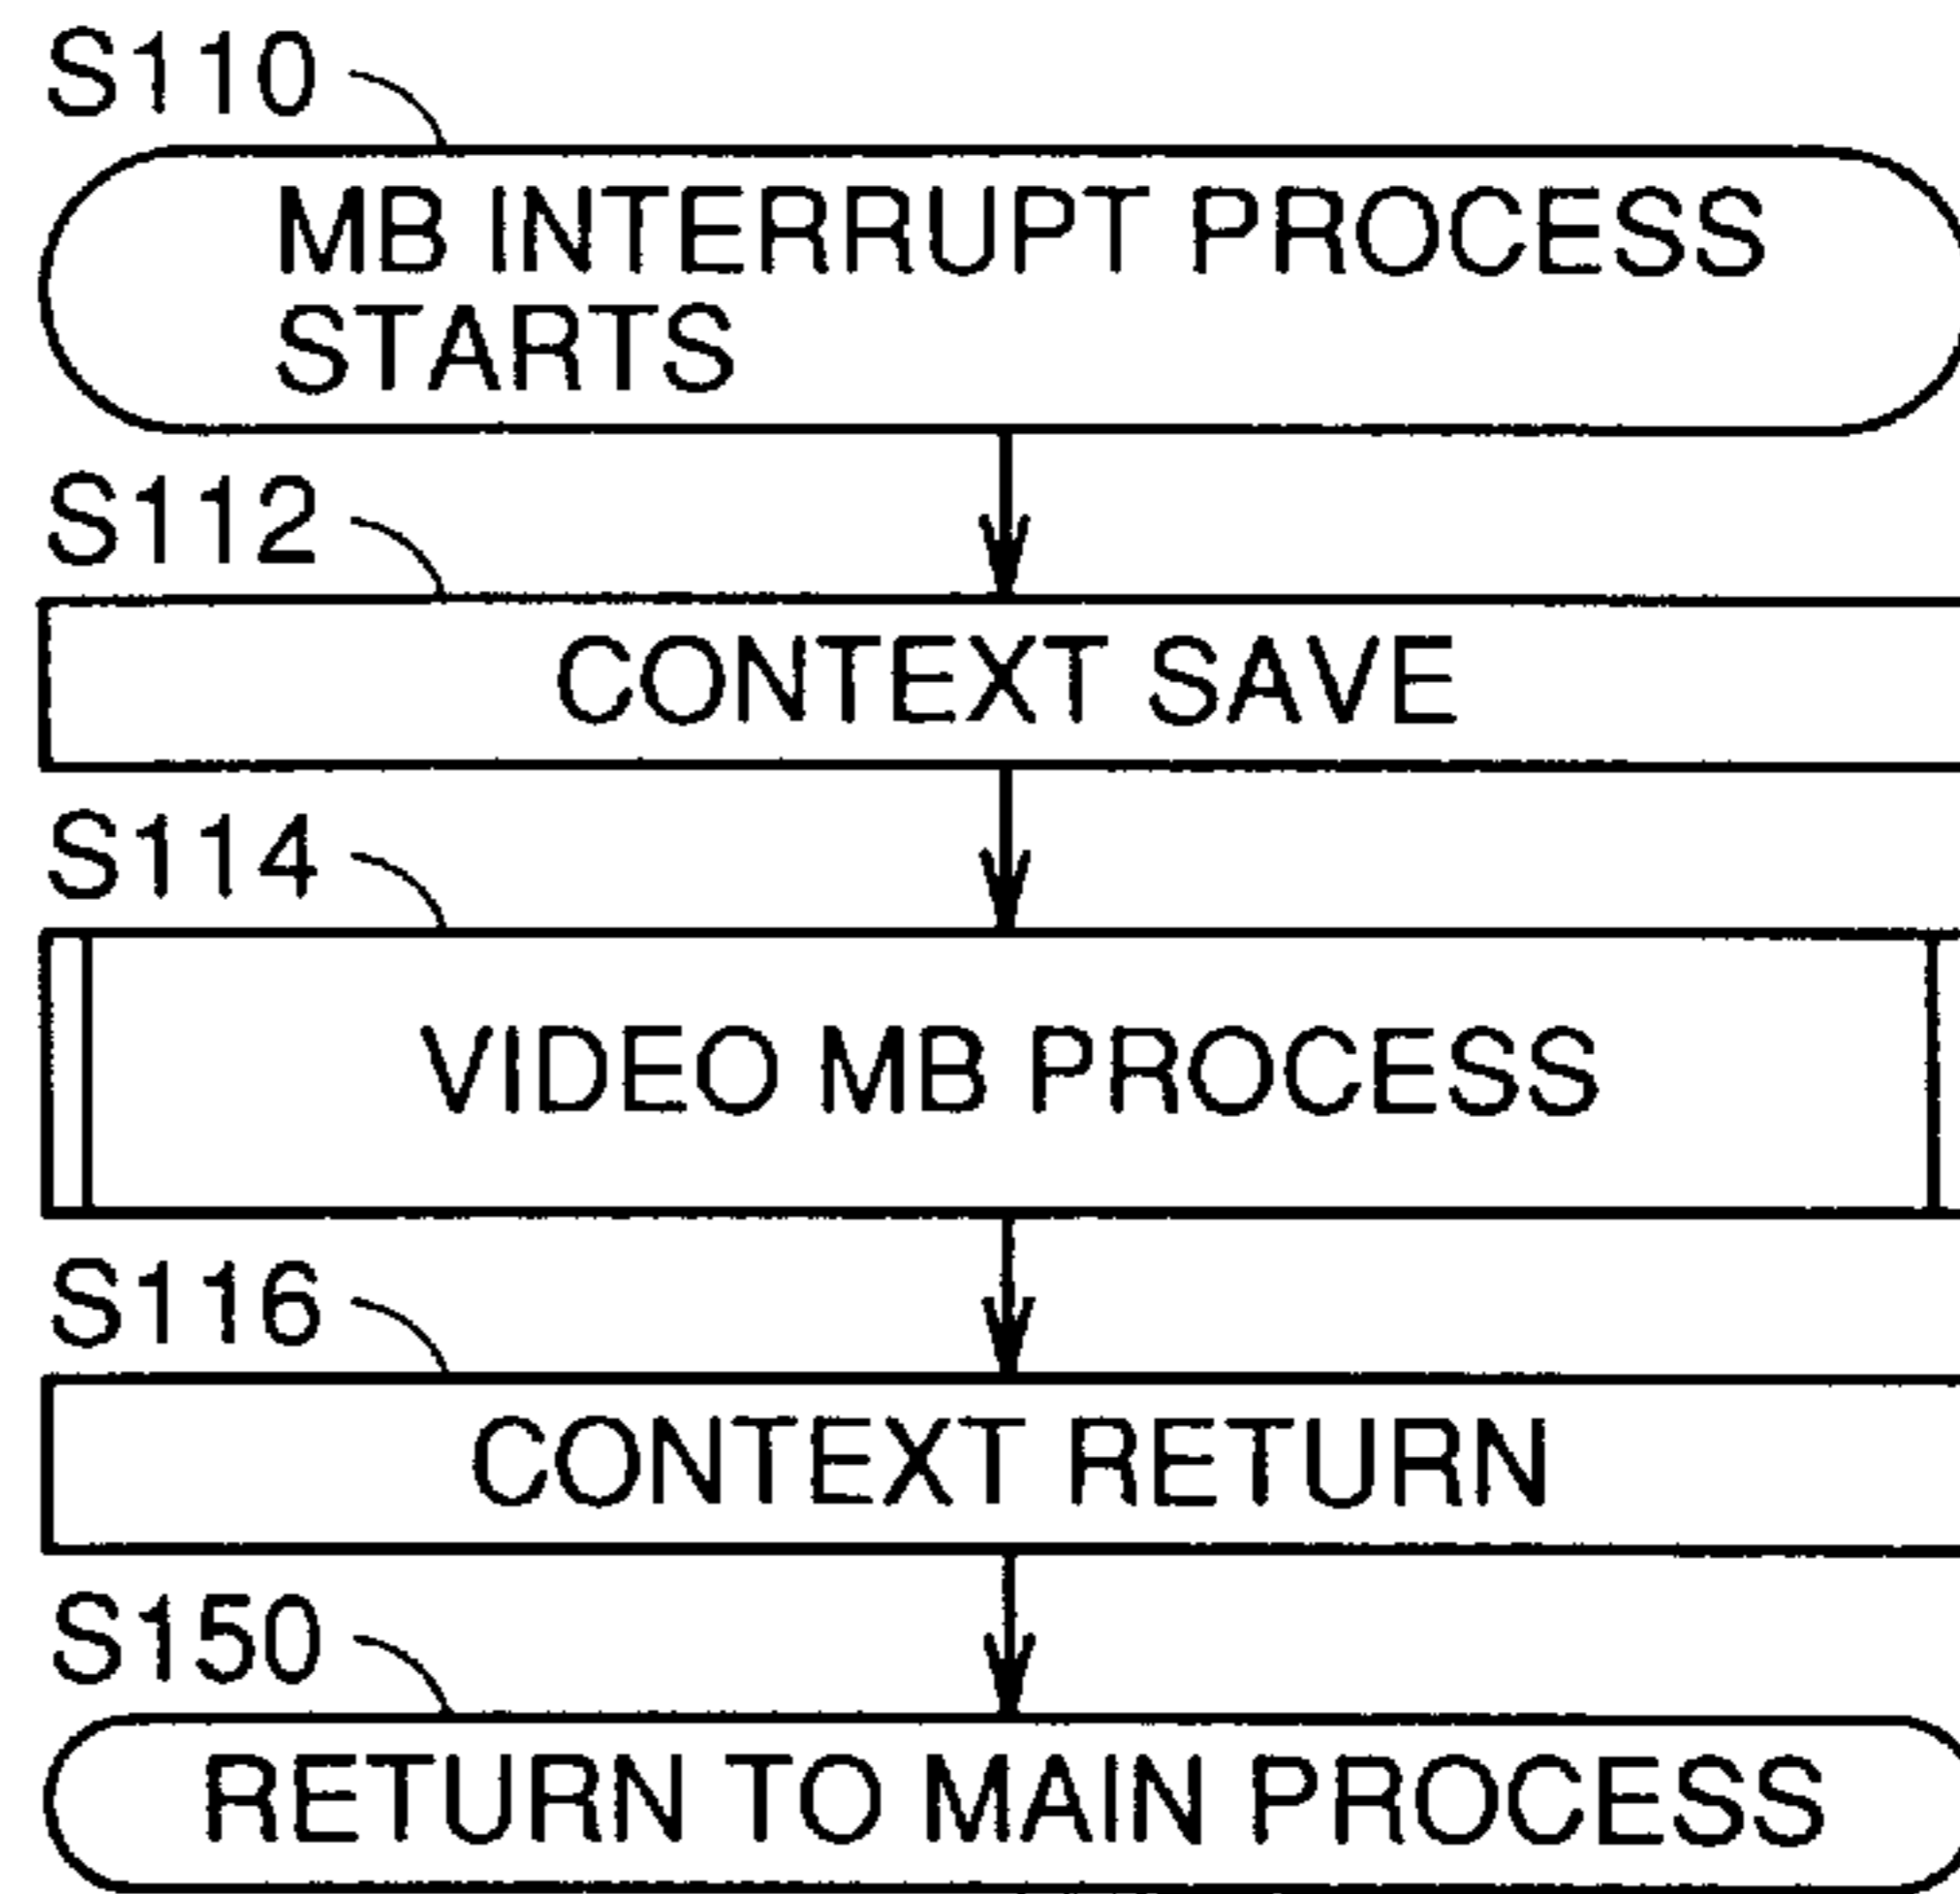 S110
MB INTERRUPT PROCESS
STARTS
S112
CONTEXT SAVE
S114
VIDEO MB PROCESS
S116
CONTEXT RETURN
S150
RETURN TO MAIN PROCESS